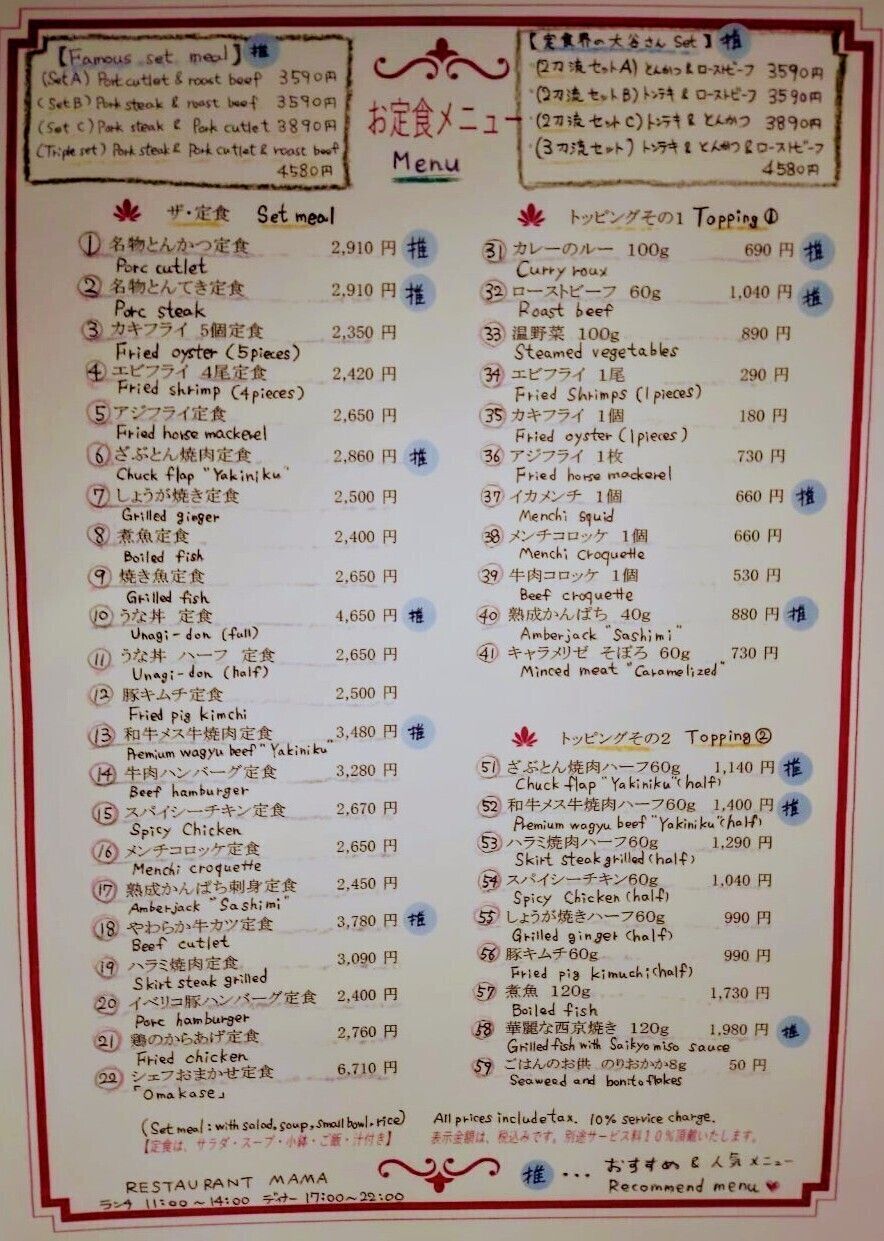 【Famous set meal】 推
(Set A) Pork cutlet & roast beef 3590円
(Set B) Pork steak & roast beef 3590円
(Set C) Pork steak & Pork cutlet 3890円
(Triple set) Pork steak & Pork cutlet & roast beef
4580円
お定食メニュー
Menu
【定食界の大谷さん Set】 推
(2刀流セットA) とんかつ & ローストビーフ 3590円
(2刀流セットB) トンテキ & ローストビーフ 3590円
(2刀流セットC) トンテキ & とんかつ 3890円
(3刀流セット) トンテキ & とんかつ & ローストビーフ
4580円
ザ・定食 Set meal
① 名物とんかつ定食 2,910 円 推
Porc cutlet
② 名物とんてき定食 2,910 円 推
Porc steak
③ カキフライ 5個定食 2,350 円
Fried oyster (5pieces)
④ エビフライ 4尾定食 2,420 円
Fried shrimp (4pieces)
⑤ アジフライ定食 2,650 円
Fried horse mackerel
⑥ ざぶとん焼肉定食 2,860 円 推
Chuck flap "Yakiniku"
⑦ しょうが焼き定食 2,500 円
Grilled ginger
⑧ 煮魚定食 2,400 円
Boiled fish
⑨ 焼き魚定食 2,650 円
Grilled fish
⑩ うな丼 定食 4,650 円 推
Unagi-don (full)
⑪ うな丼 ハーフ 定食 2,650 円
Unagi-don (half)
⑫ 豚キムチ定食 2,500 円
Fried pig kimchi
⑬ 和牛メス牛焼肉定食 3,480 円 推
Premium wagyu beef "Yakiniku"
⑭ 牛肉ハンバーグ定食 3,280 円
Beef hamburger
⑮ スパイシーチキン定食 2,670 円
Spicy Chicken
⑯ メンチコロッケ定食 2,650 円
Menchi croquette
⑰ 熟成かんぱち刺身定食 2,450 円
Amberjack "Sashimi"
⑱ やわらか牛カツ定食 3,780 円 推
Beef cutlet
⑲ ハラミ焼肉定食 3,090 円
Skirt steak grilled
⑳ イベリコ豚ハンバーグ定食 2,400 円
Porc hamburger
㉑ 鶏のからあげ定食 2,760 円
Fried chicken
㉒ シェフおまかせ定食 6,710 円
「Omakase」
トッピングその1 Topping ①
㉛ カレーのルー 100g 690 円 推
Curry roux
㉜ ローストビーフ 60g 1,040 円 推
Roast beef
㉝ 温野菜 100g 890 円
Steamed vegetables
㉞ エビフライ 1尾 290 円
Fried Shrimps (1pieces)
㉟ カキフライ 1個 180 円
Fried oyster (1pieces)
㊱ アジフライ 1枚 730 円
Fried horse mackerel
㊲ イカメンチ 1個 660 円 推
Menchi squid
㊳ メンチコロッケ 1個 660 円
Menchi croquette
㊴ 牛肉コロッケ 1個 530 円
Beef croquette
㊵ 熟成かんぱち 40g 880 円 推
Amberjack "Sashimi"
㊶ キャラメリゼ そぼろ 60g 730 円
Minced meat "Caramelized"
トッピングその2 Topping ②
51 ざぶとん焼肉ハーフ60g 1,140 円 推
Chuck flap "Yakiniku"(half)
52 和牛メス牛焼肉ハーフ60g 1,400 円 推
Premium wagyu beef "Yakiniku"(half)
53 ハラミ焼肉ハーフ60g 1,290 円
Skirt steak grilled (half)
54 スパイシーチキン60g 1,040 円
Spicy Chicken (half)
55 しょうが焼きハーフ60g 990 円
Grilled ginger (half)
56 豚キムチ60g 990 円
Fried pig kimuchi(half)
57 煮魚 120g 1,730 円
Boiled fish
58 華麗な西京焼き 120g 1,980 円 推
Grilled fish with Saikyo miso sauce
59 ごはんのお供 のりおかか8g 50 円
Seaweed and bonito flakes
(Set meal : with salad, soup, small bowl, rice)
【定食は、サラダ・スープ・小鉢・ご飯・汁付き】
All prices include tax. 10% service charge.
表示金額は、税込みです。別途サービス料10%頂戴いたします。
推 ・・・ おすすめ & 人気メニュー
Recommend menu ♥
RESTAURANT MAMA
ランチ 11:00~14:00 ディナー 17:00~22:00